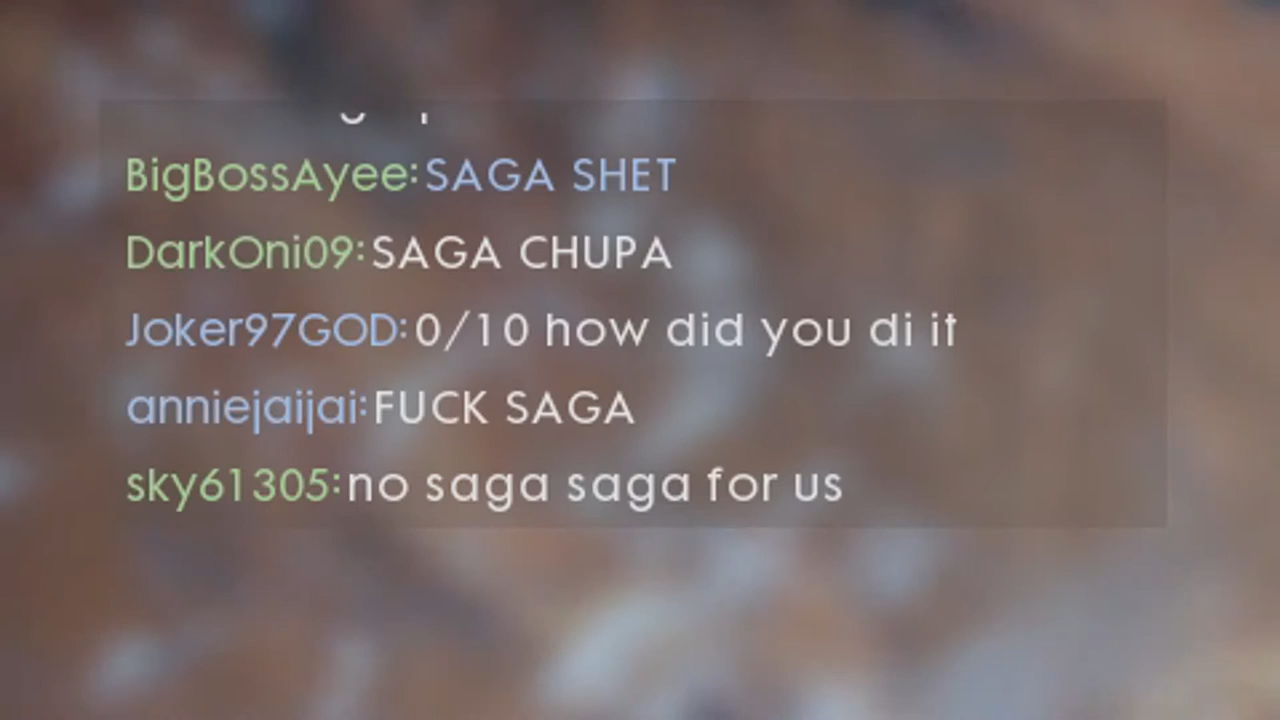 BigBossAyee:SAGA SHET
DarkOni09:SAGA CHUPA
Joker97GOD:0/10 how did you di it
anniejaijai:FUCK SAGA
sky61305:no saga saga for us